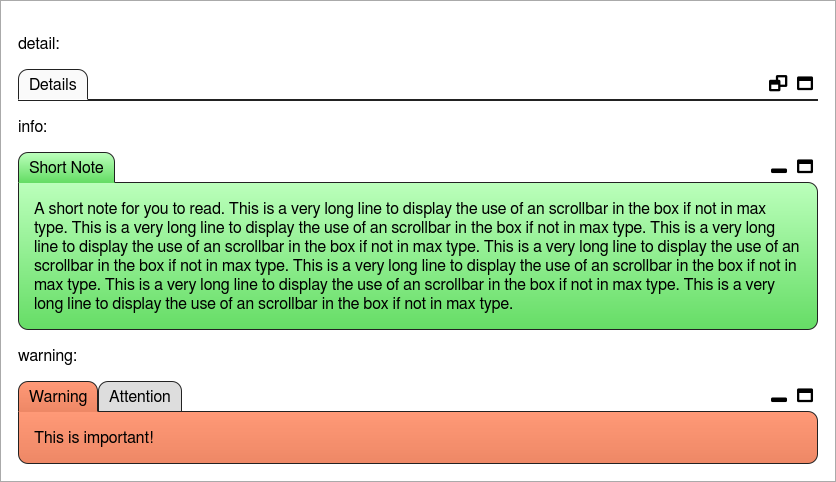 detail:
Details
info:
Short Note
A short note for you to read. This is a very long line to display the use of an scrollbar in the box if not in max
type. This is a very long line to display the use of an scrollbar in the box if not in max type. This is a very long
line to display the use of an scrollbar in the box if not in max type. This is a very long line to display the use of an
scrollbar in the box if not in max type. This is a very long line to display the use of an scrollbar in the box if not in
max type. This is a very long line to display the use of an scrollbar in the box if not in max type. This is a very
long line to display the use of an scrollbar in the box if not in max type.
warning:
Warning Attention
This is important!